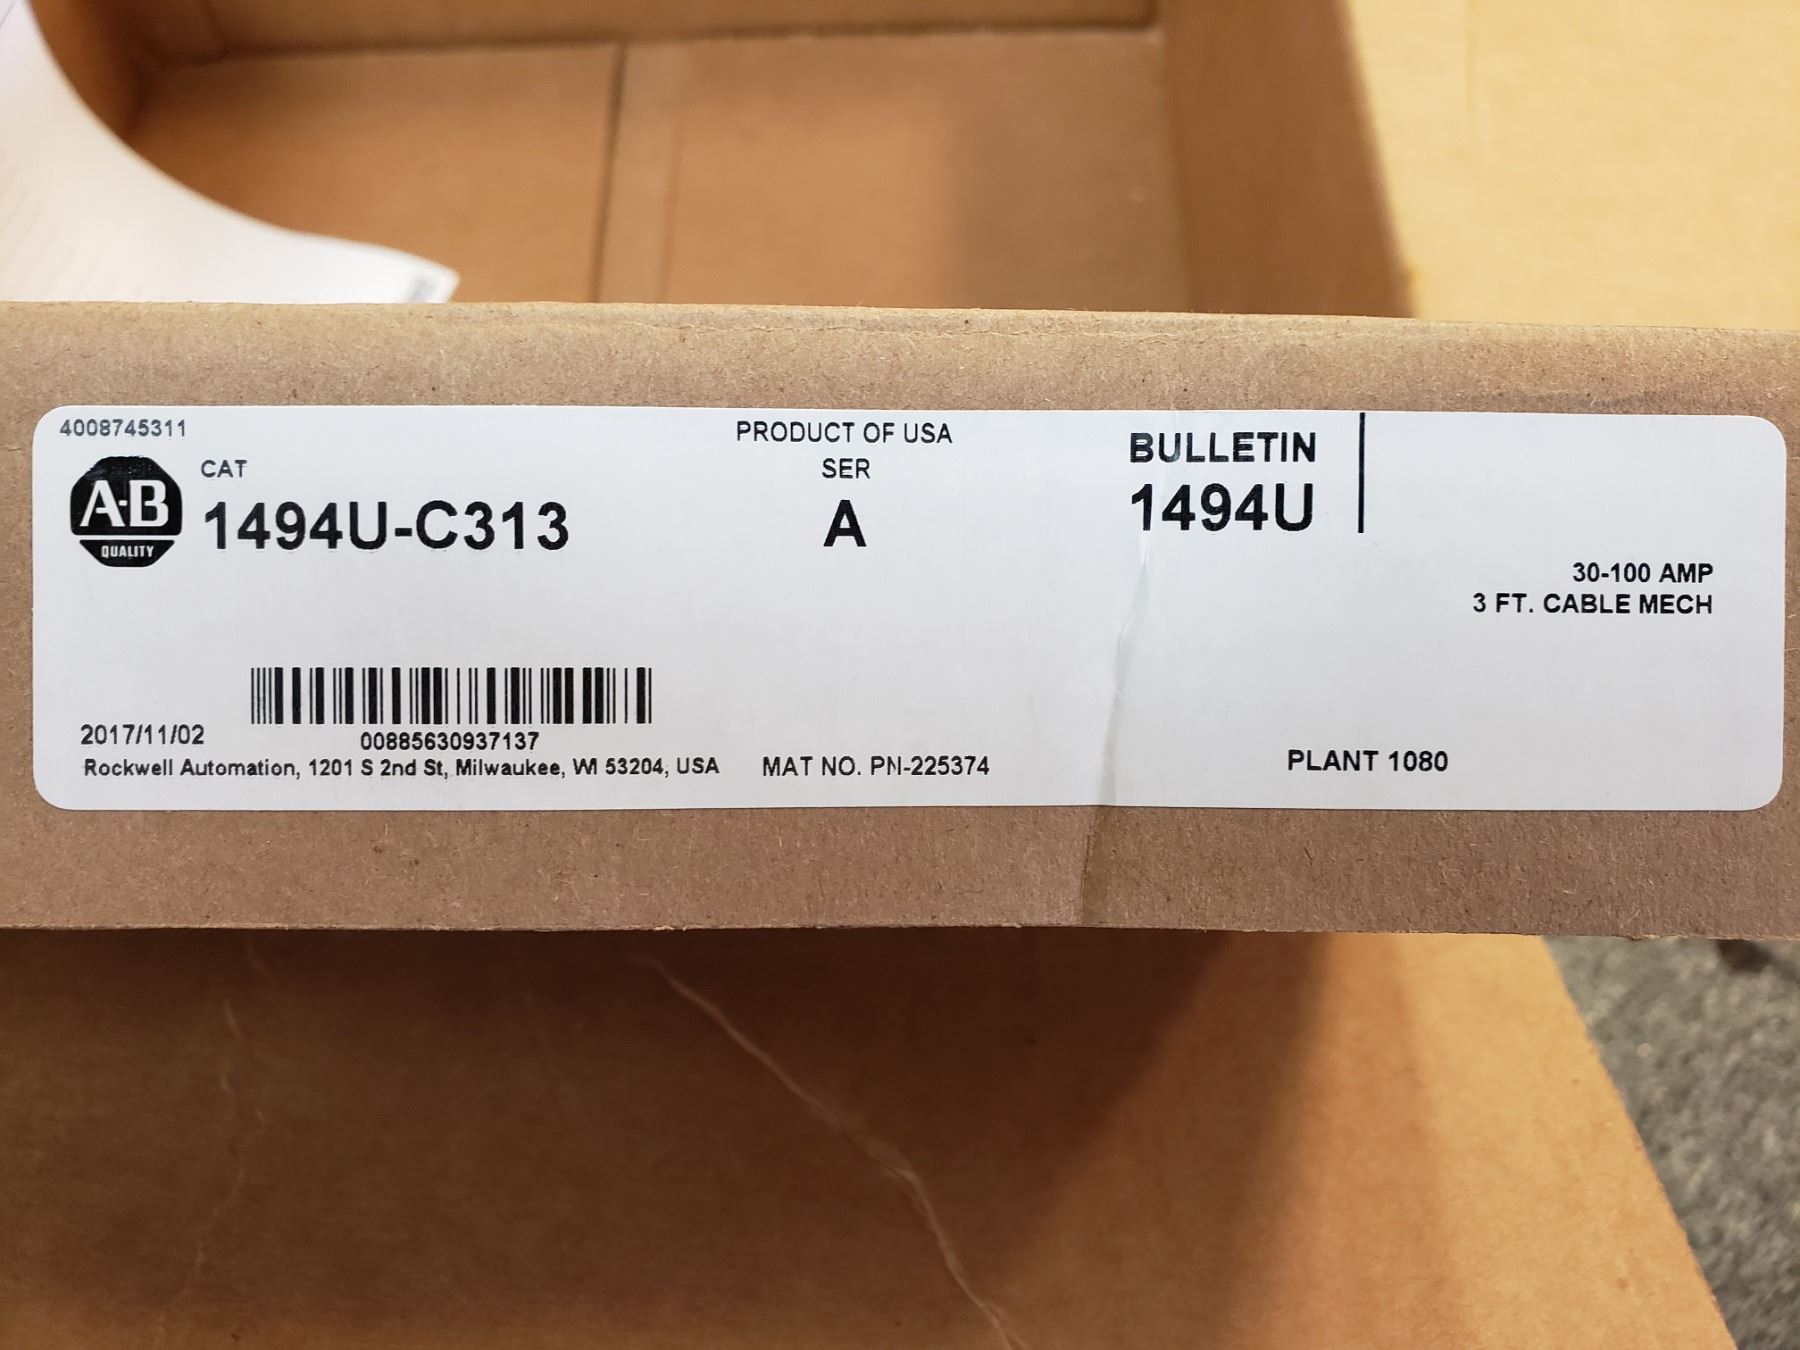 4008745311
PRODUCT OF USA
BULLETIN
A-B
QUALITY
CAT
SER
1494U-C313
A
1494U
30-100 AMP
3 FT. CABLE MECH
2017/11/02
00885630937137
Rockwell Automation, 1201 S 2nd St, Milwaukee, WI 53204, USA
MAT NO. PN-225374
PLANT 1080